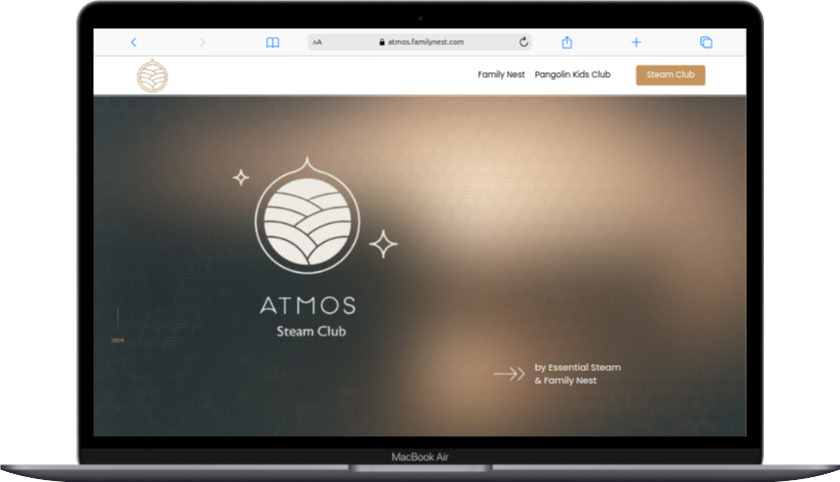 AA
atmos.familynest.com
Family Nest
Pangolin Kids Club
Steam Club
ATMOS
Steam Club
by Essential Steam
& Family Nest
MacBook Air